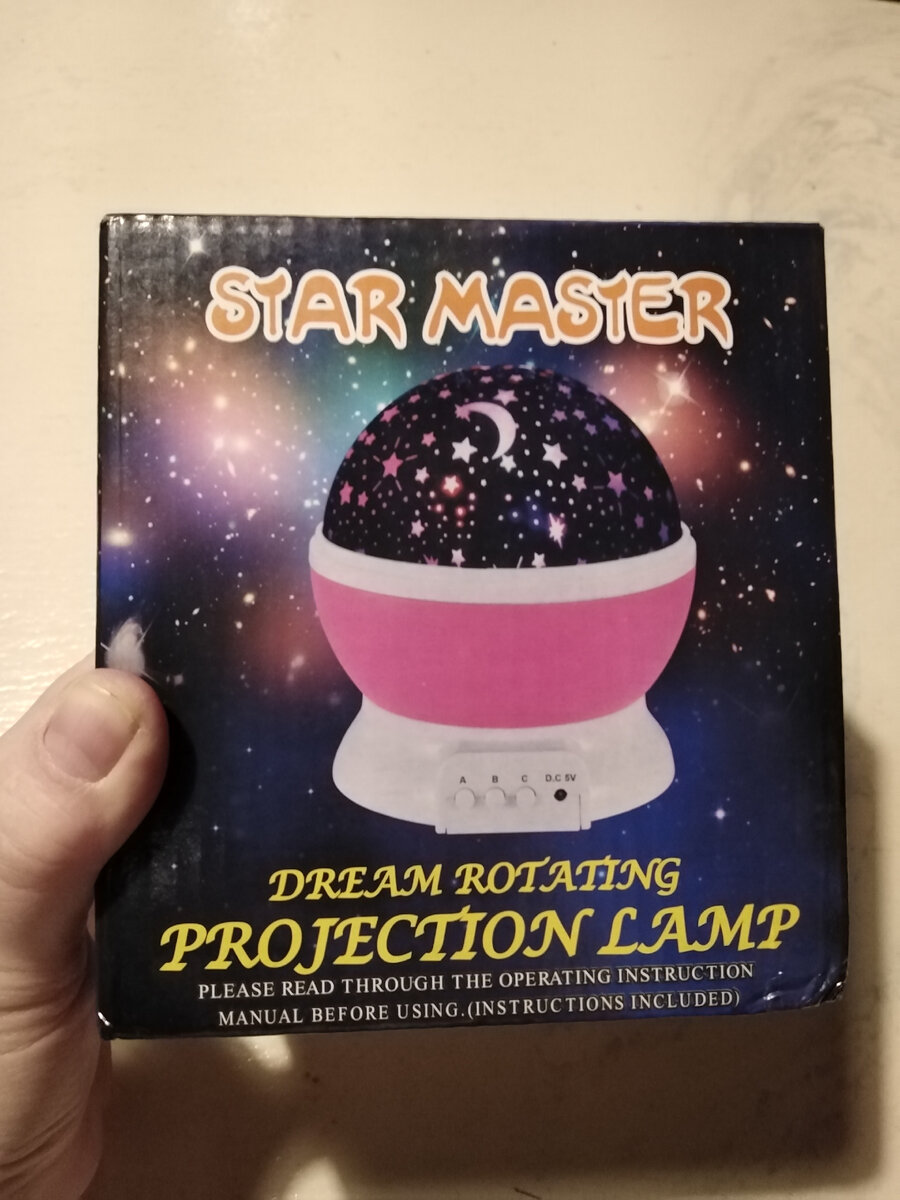 STAR MASTER
A B C D.C 5V
DREAM ROTATING
PROJECTION LAMP
PLEASE READ THROUGH THE OPERATING INSTRUCTION
MANUAL BEFORE USING.(INSTRUCTIONS INCLUDED)